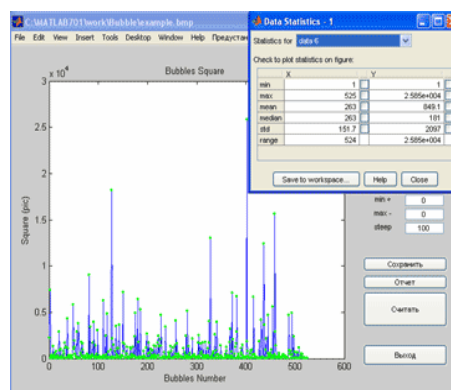 C:\MATLAB701\work\Bubble\example.bmp
File Edit View Insert Tools Desktop Window Help Предустан
Bubbles Square
x 10^4
3
2.5
2
1.5
1
0.5
0
Square (pic)
0 100 200 300 400 500 600
Bubbles Number
Data Statistics - 1
Statistics for data 6
Check to plot statistics on figure:
X Y
min 1 1
max 525 2.585e+004
mean 263 849.1
median 263 181
std 151.7 2097
range 524 2.585e+004
Save to workspace... Help Close
min + 0
max - 0
steep 100
Сохранить
Отчет
Считать
Выход